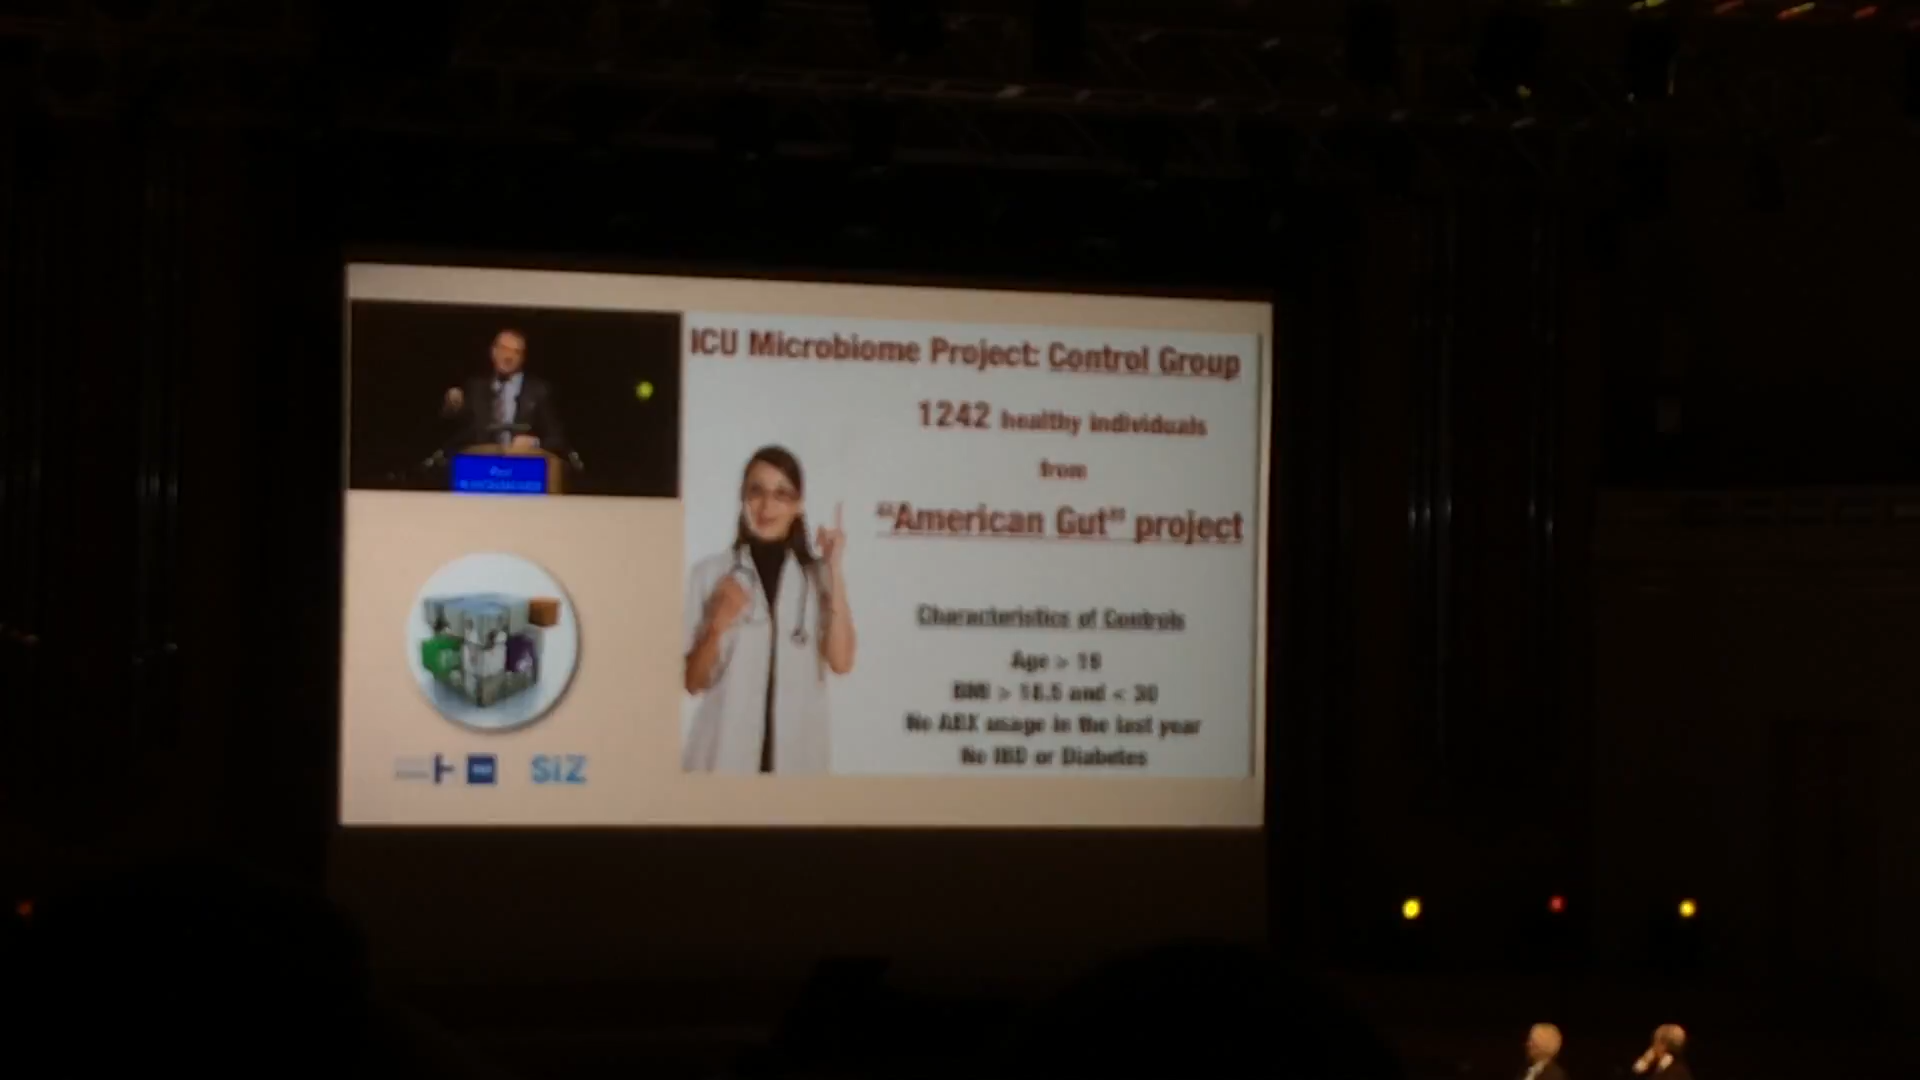 ICU Microbiome Project: Control Group
1242 healthy individuals
from
“American Gut” project
Characteristics of Controls
Age > 18
BMI > 18.5 and < 30
No ABX usage in the last year
No IBD or Diabetes
SIZ